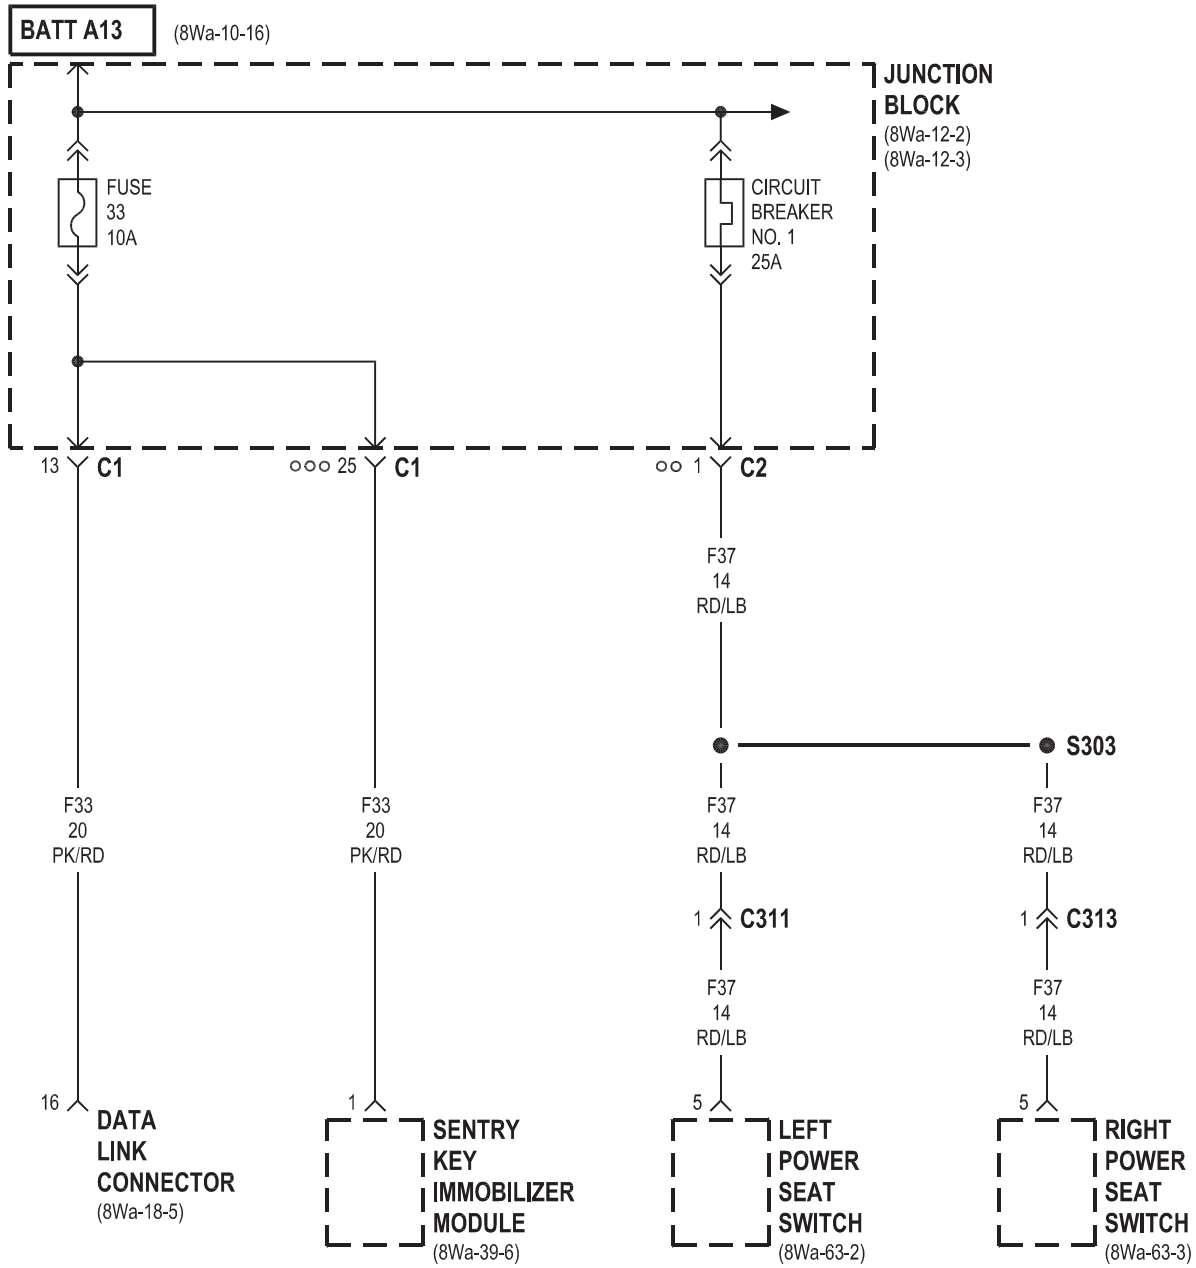 BATT A13 (8Wa-10-16)
JUNCTION
BLOCK
(8Wa-12-2)
(8Wa-12-3)
FUSE
33
10A
CIRCUIT
BREAKER
NO. 1
25A
13 C1
25 C1
1 C2
F37
14
RD/LB
S303
F33
20
PK/RD
F33
20
PK/RD
F37
14
RD/LB
F37
14
RD/LB
1 C311
1 C313
F37
14
RD/LB
F37
14
RD/LB
16
DATA
LINK
CONNECTOR
(8Wa-18-5)
1
SENTRY
KEY
IMMOBILIZER
MODULE
(8Wa-39-6)
5
LEFT
POWER
SEAT
SWITCH
(8Wa-63-2)
5
RIGHT
POWER
SEAT
SWITCH
(8Wa-63-3)